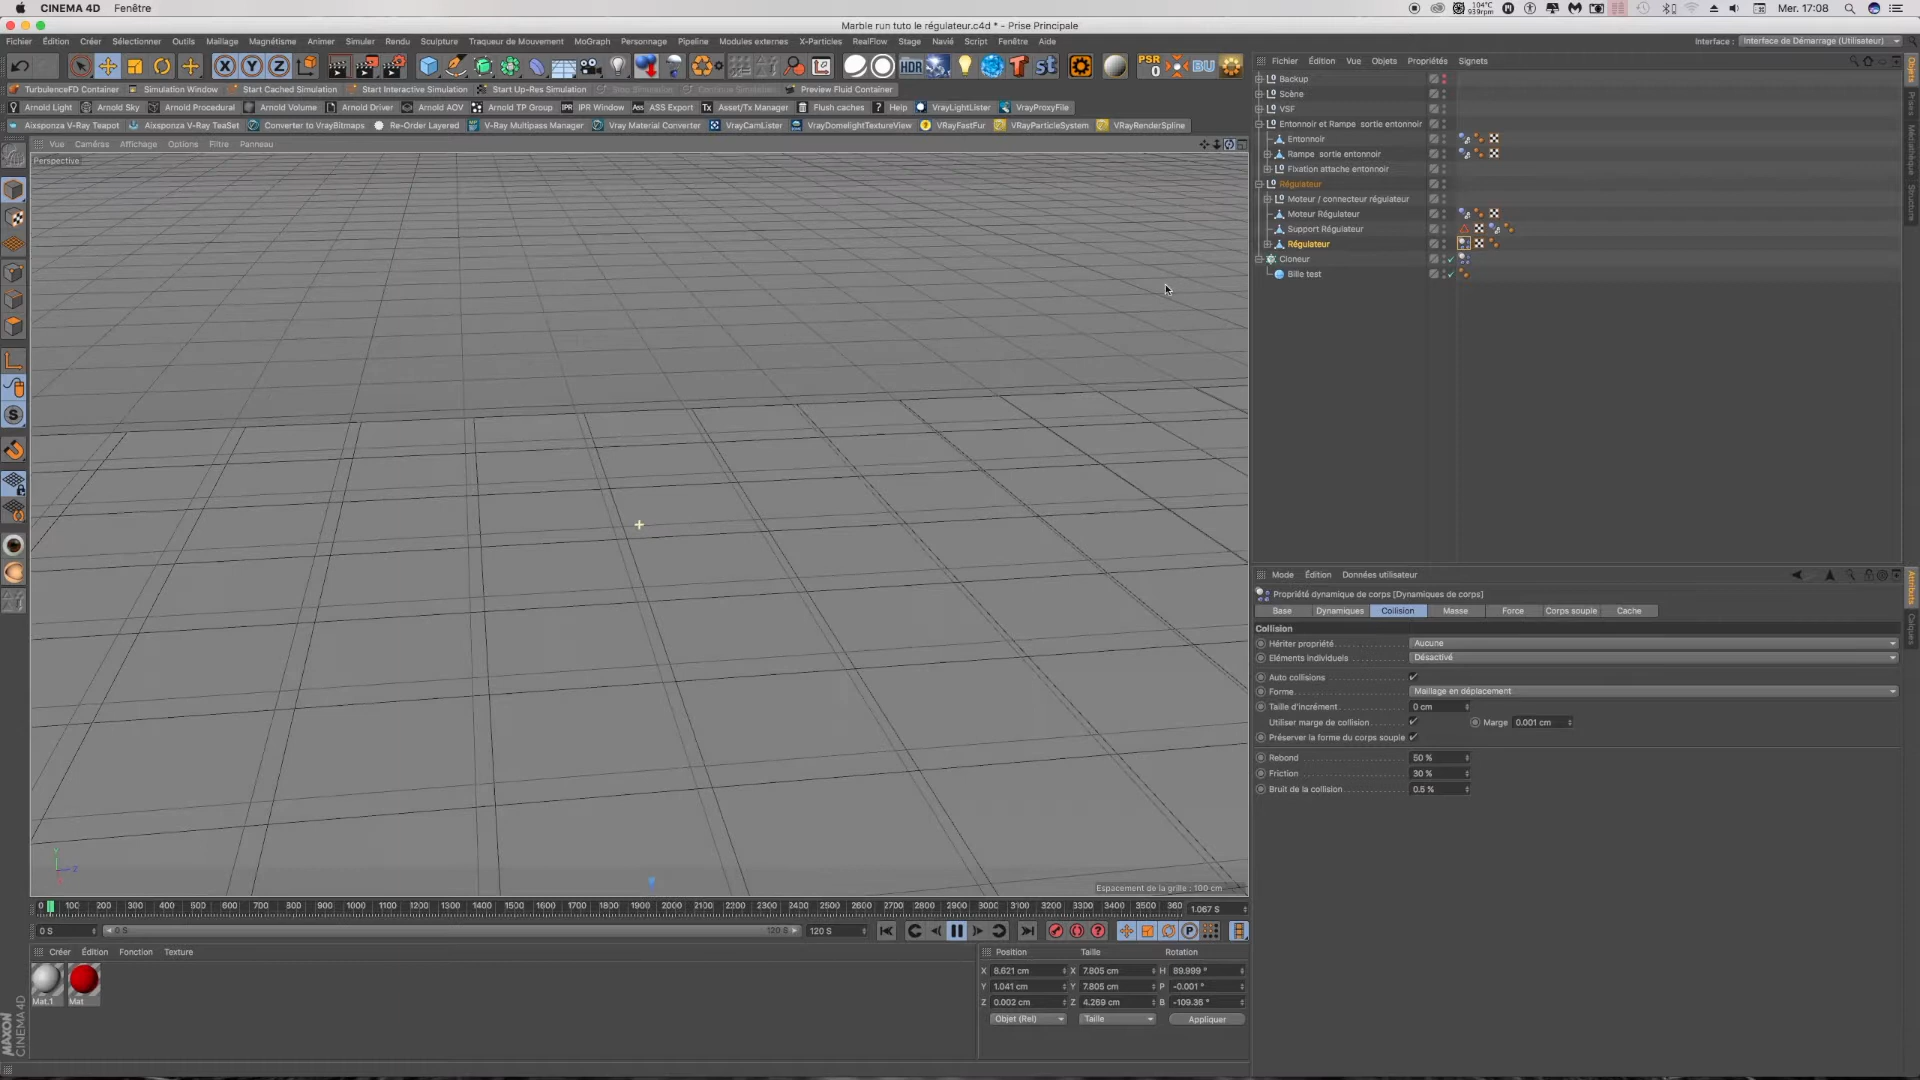 CINEMA 4D Fenêtre
104°C
939rpm
Mer. 17:08
Marble run tuto le régulateur.c4d * - Prise Principale
Fichier Édition Créer Sélectionner Outils Maillage Magnétisme Animer Simuler Rendu Sculpture Traqueur de Mouvement MoGraph Personnage Pipeline Modules externes X-Particles RealFlow Stage Navié Script Fenêtre Aide
Interface : Interface de Démarrage (Utilisateur)
X Y Z HDR T st PSR 0 BU
TurbulenceFD Container Simulation Window Start Cached Simulation Start Interactive Simulation Start Up-Res Simulation Stop Simulation Continue Simulation Preview Fluid Container
Arnold Light Arnold Sky Arnold Procedural Arnold Volume Arnold Driver Arnold AOV Arnold TP Group IPR IPR Window Ass ASS Export Tx Asset/Tx Manager Flush caches ? Help VrayLightLister VrayProxyFile
Aixsponza V-Ray Teapot Aixsponza V-Ray TeaSet Converter to VrayBitmaps Re-Order Layered V-Ray Multipass Manager Vray Material Converter VrayCamLister VrayDomelightTextureView VrayFastFur VRayParticleSystem VRayRenderSpline
Vue Caméras Affichage Options Filtre Panneau
Perspective
Y
Z
Espacement de la grille : 100 cm
0 100 200 300 400 500 600 700 800 900 1000 1100 1200 1300 1400 1500 1600 1700 1800 1900 2000 2100 2200 2300 2400 2500 2600 2700 2800 2900 3000 3100 3200 3300 3400 3500 360 1.067 S
0 S 0 S 120 S 120 S
Créer Édition Fonction Texture
Mat.1 Mat
MAXON
CINEMA 4D
Position Taille Rotation
X 8.621 cm X 7.805 cm H 89.999 °
Y 1.041 cm Y 7.805 cm P -0.001 °
Z 0.002 cm Z 4.269 cm B -109.36 °
Objet (Rel) Taille Appliquer
Fichier Édition Vue Objets Propriétés Signets
Backup
Scène
VSF
Entonnoir et Rampe sortie entonnoir
Entonnoir
Rampe sortie entonnoir
Fixation attache entonnoir
Régulateur
Moteur / connecteur régulateur
Moteur Régulateur
Support Régulateur
Régulateur
Cloneur
Bille test
Objets
Prises
Médiathèque
Structure
Mode Édition Données utilisateur
Propriété dynamique de corps [Dynamiques de corps]
Base Dynamiques Collision Masse Force Corps souple Cache
Collision
Hériter propriété Aucune
Eléments individuels Désactivé
Auto collisions
Forme Maillage en déplacement
Taille d'incrément 0 cm
Utiliser marge de collision Marge 0.001 cm
Préserver la forme du corps souple
Rebond 50 %
Friction 30 %
Bruit de la collision 0.5 %
Attributs
Calques